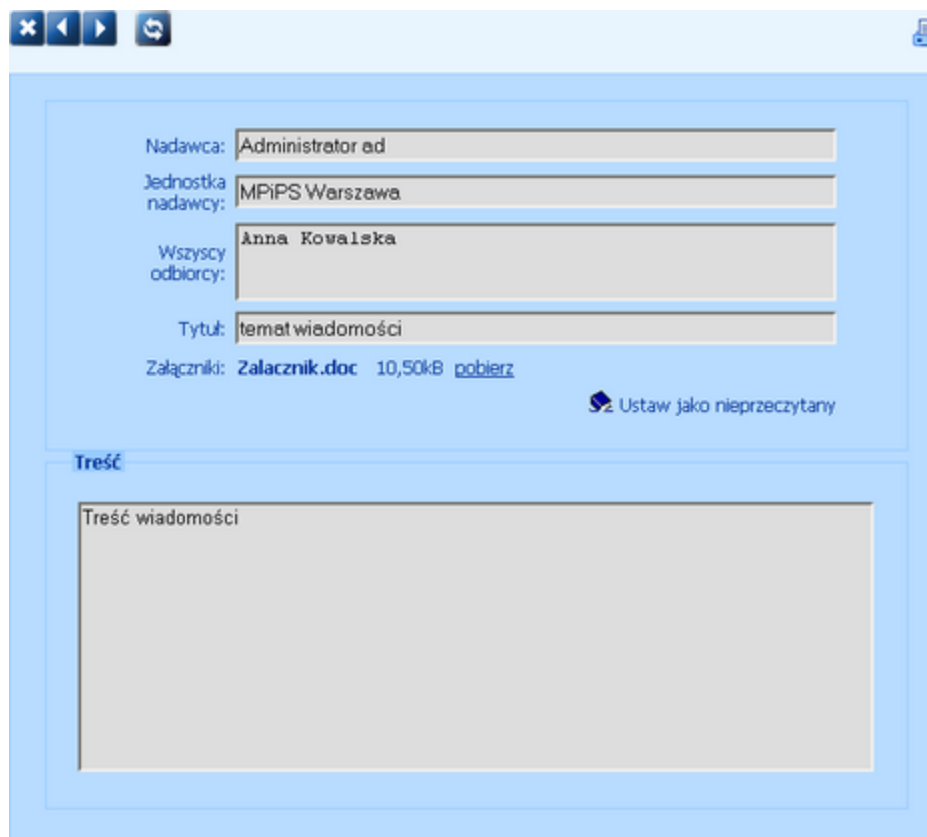 Nadawca: Administrator ad
Jednostka
nadawcy: MPiPS Warszawa
Wszyscy
odbiorcy: Anna Kowalska
Tytuł: temat wiadomości
Załączniki: Zalacznik.doc 10,50kB pobierz
Ustaw jako nieprzeczytany
Treść
Treść wiadomości